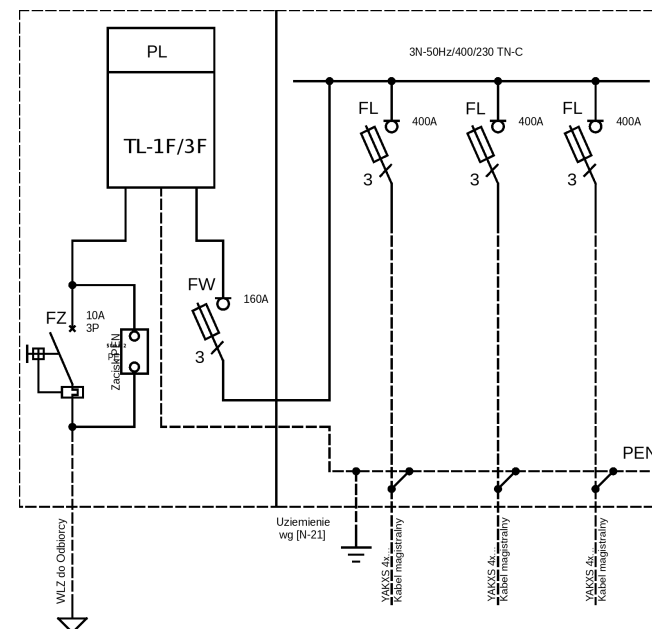 PL
3N-50Hz/400/230 TN-C
TL-1F/3F
FL
400A
3
FL
400A
3
FL
400A
3
FW
160A
3
FZ
10A
3P
Zacisk PEN
PEN
Uziemienie
wg [N-21]
WLZ do Odbiorcy
YAKXS 4x...
Kabel magistralny
YAKXS 4x...
Kabel magistralny
YAKXS 4x...
Kabel magistralny